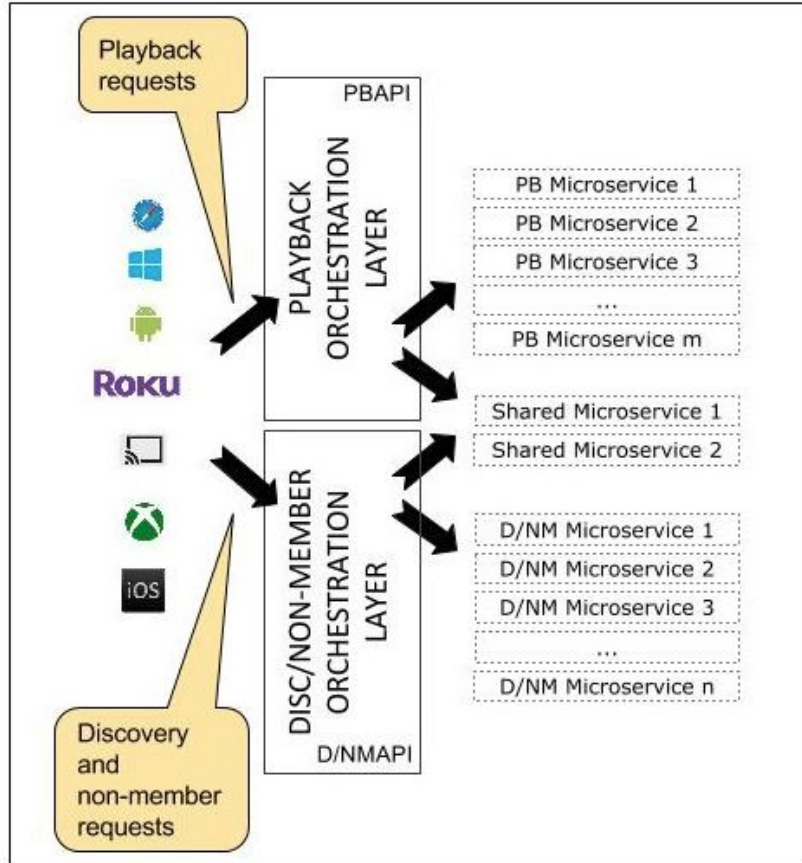 Playback
requests
PBAPI
PLAYBACK
ORCHESTRATION
LAYER
PB Microservice 1
PB Microservice 2
PB Microservice 3
...
PB Microservice m
ROKU
Shared Microservice 1
Shared Microservice 2
DISC/NON-MEMBER
ORCHESTRATION
LAYER
D/NM Microservice 1
D/NM Microservice 2
D/NM Microservice 3
...
D/NM Microservice n
iOS
D/NMAPI
Discovery
and
non-member
requests